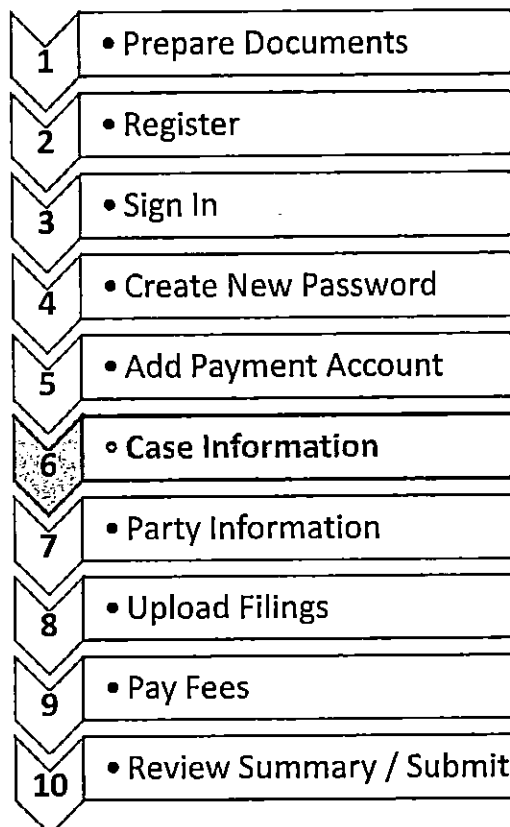 1 • Prepare Documents
2 • Register
3 • Sign In
4 • Create New Password
5 • Add Payment Account
6 ∘ Case Information
7 • Party Information
8 • Upload Filings
9 • Pay Fees
10 • Review Summary / Submit